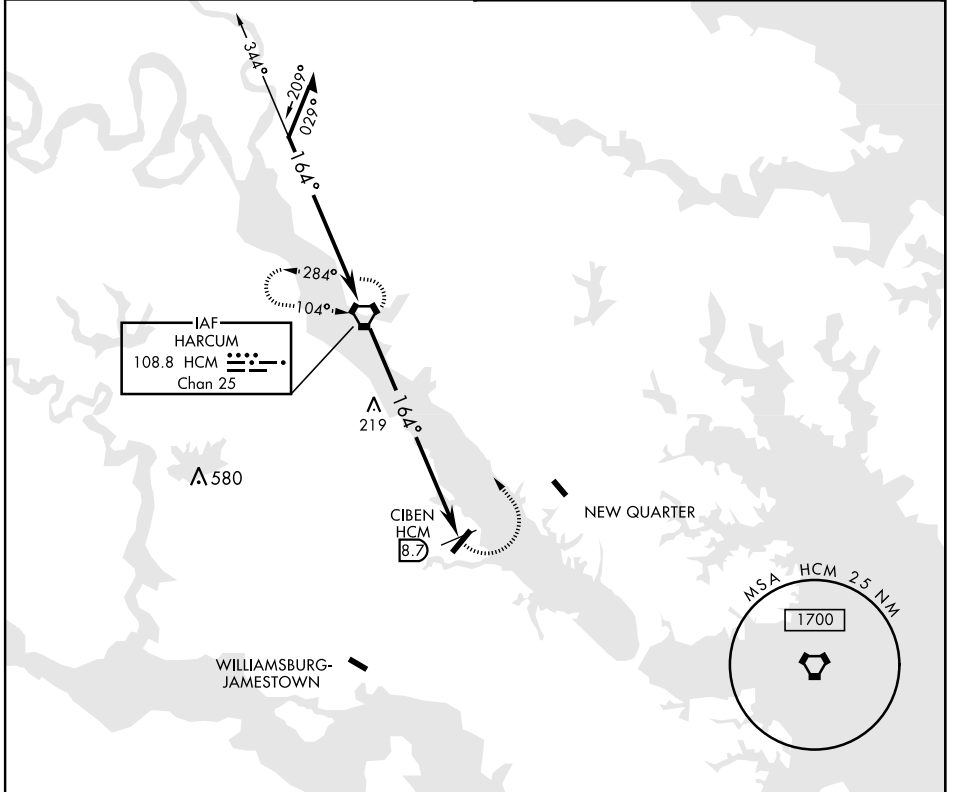 344°
209°
029°
164°
284°
104°
IAF
HARCUM
108.8 HCM
Chan 25
219
164°
580
CIBEN
HCM
8.7
NEW QUARTER
WILLIAMSBURG-
JAMESTOWN
MSA HCM 25 NM
1700